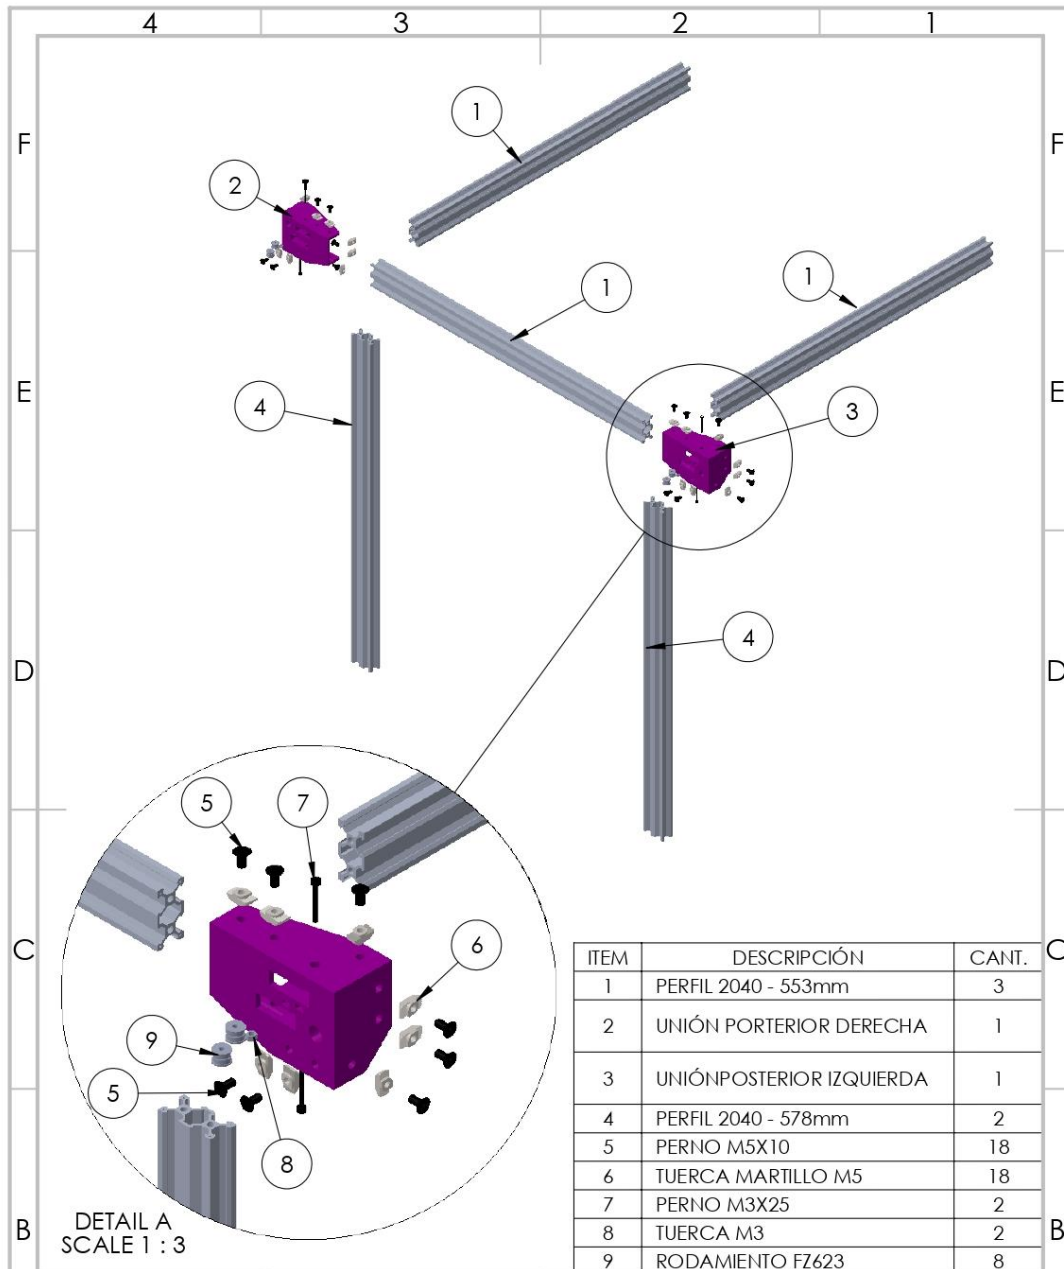 4 3 2 1
F F
1
2
1
1
E E
4
3
D D
4
5
7
C C
6
9
5
8
DETAIL A
SCALE 1 : 3
B B
ITEM DESCRIPCIÓN CANT.
1 PERFIL 2040 - 553mm 3
2 UNIÓN PORTERIOR DERECHA 1
3 UNIÓNPOSTERIOR IZQUIERDA 1
4 PERFIL 2040 - 578mm 2
5 PERNO M5X10 18
6 TUERCA MARTILLO M5 18
7 PERNO M3X25 2
8 TUERCA M3 2
9 RODAMIENTO FZ623 8